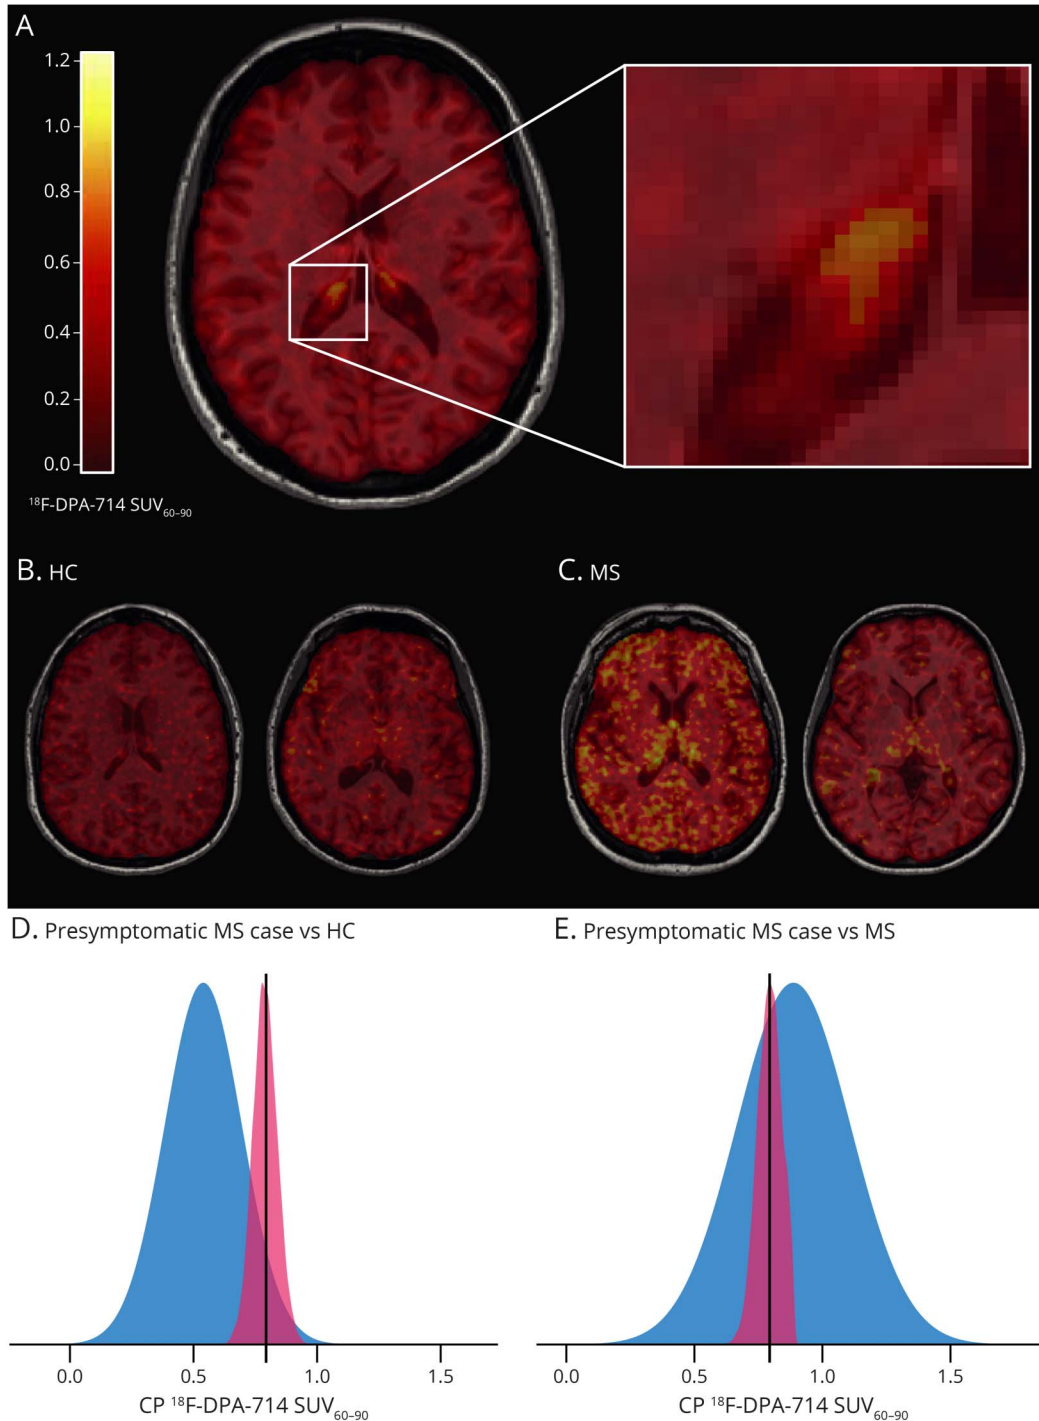 A
1.2
1.0
0.8
0.6
0.4
0.2
0.0
¹⁸F-DPA-714 SUV₆₀₋₉₀
B. HC
C. MS
D. Presymptomatic MS case vs HC
E. Presymptomatic MS case vs MS
0.0 0.5 1.0 1.5
CP ¹⁸F-DPA-714 SUV₆₀₋₉₀
0.0 0.5 1.0 1.5
CP ¹⁸F-DPA-714 SUV₆₀₋₉₀